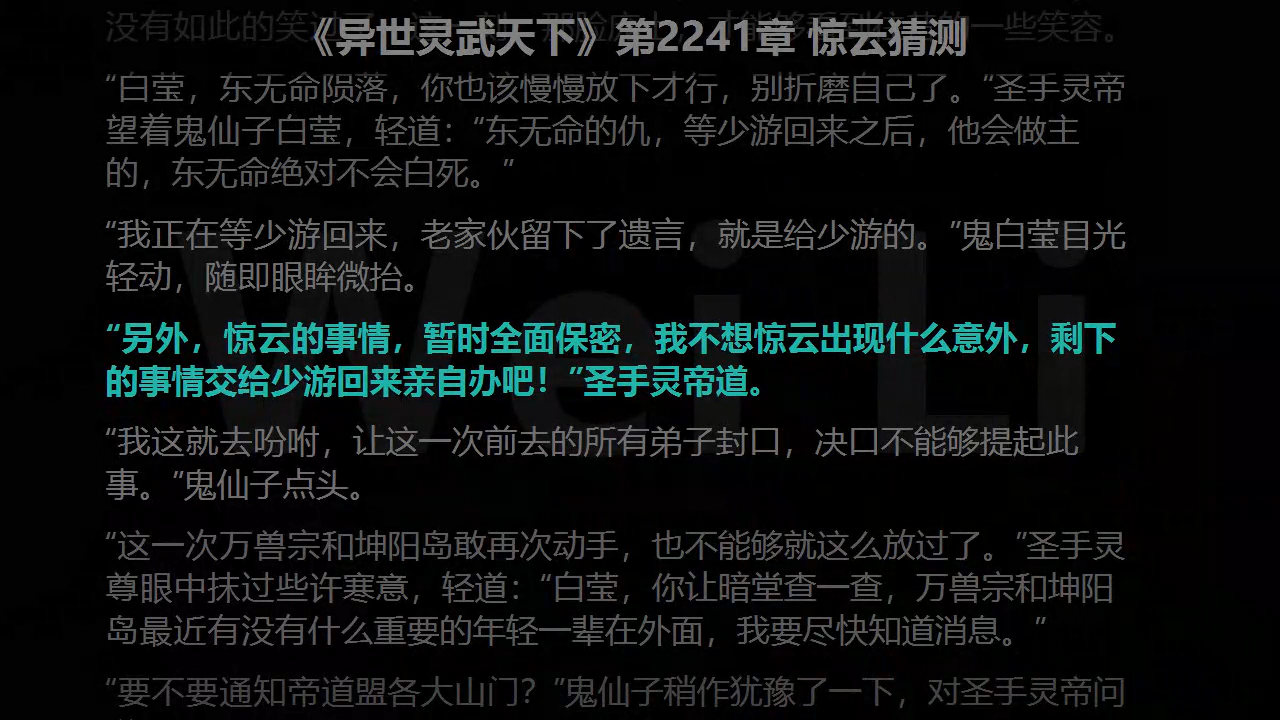 《异世灵武天下》第2241章 惊云猜测
“白莹，东无命陨落，你也该慢慢放下才行，别折磨自己了。“圣手灵帝
望着鬼仙子白莹，轻道：“东无命的仇，等少游回来之后，他会做主
的，东无命绝对不会白死。”
“我正在等少游回来，老家伙留下了遗言，就是给少游的。”鬼白莹目光
轻动，随即眼眸微抬。
“另外，惊云的事情，暂时全面保密，我不想惊云出现什么意外，剩下
的事情交给少游回来亲自办吧！”圣手灵帝道。
“我这就去吩咐，让这一次前去的所有弟子封口，决口不能够提起此
事。”鬼仙子点头。
“这一次万兽宗和坤阳岛敢再次动手，也不能够就这么放过了。”圣手灵
尊眼中抹过些许寒意，轻道：“白莹，你让暗堂查一查，万兽宗和坤阳
岛最近有没有什么重要的年轻一辈在外面，我要尽快知道消息。”
“要不要通知帝道盟各大山门？”鬼仙子稍作犹豫了一下，对圣手灵帝问
Wei Li